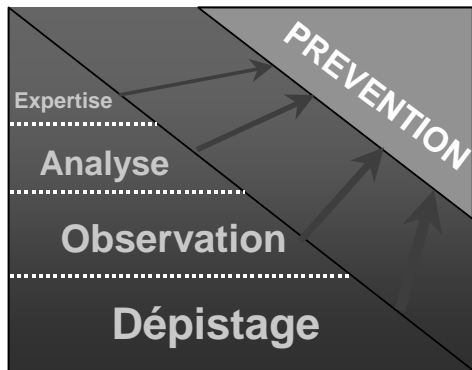 PREVENTION
Expertise
Analyse
Observation
Dépistage